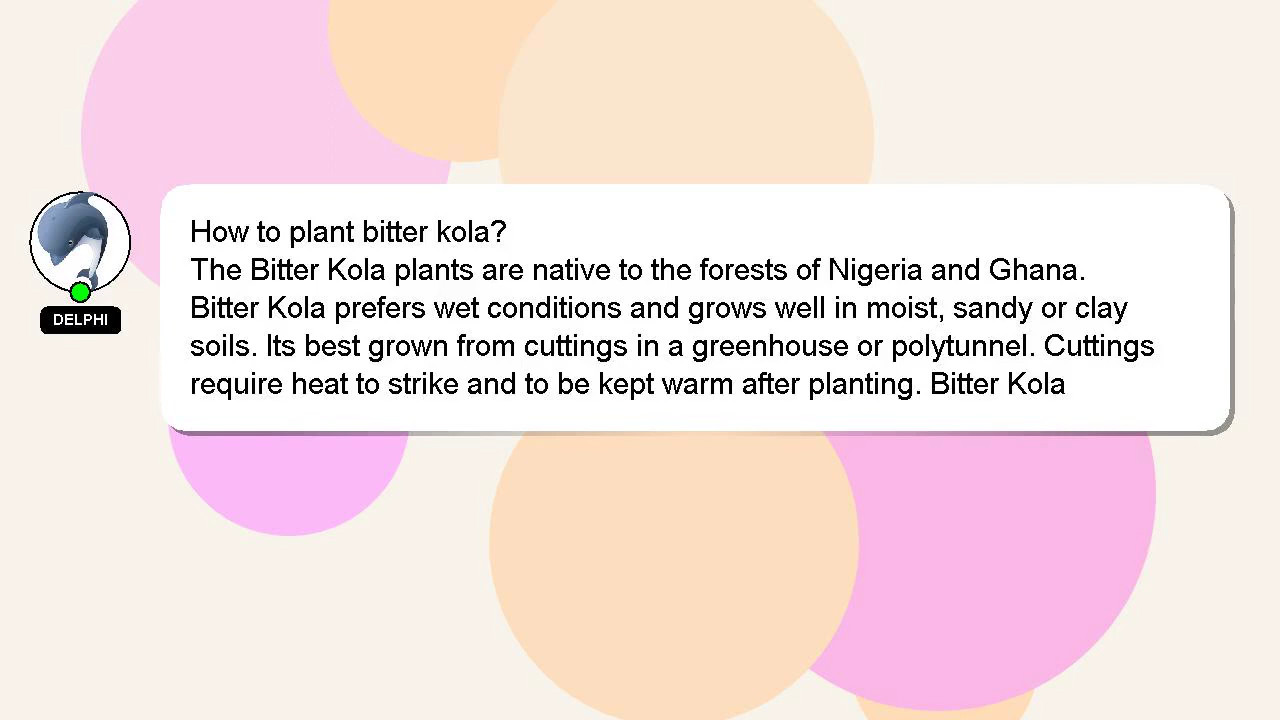 How to plant bitter kola?
The Bitter Kola plants are native to the forests of Nigeria and Ghana.
Bitter Kola prefers wet conditions and grows well in moist, sandy or clay
soils. Its best grown from cuttings in a greenhouse or polytunnel. Cuttings
require heat to strike and to be kept warm after planting. Bitter Kola
DELPHI